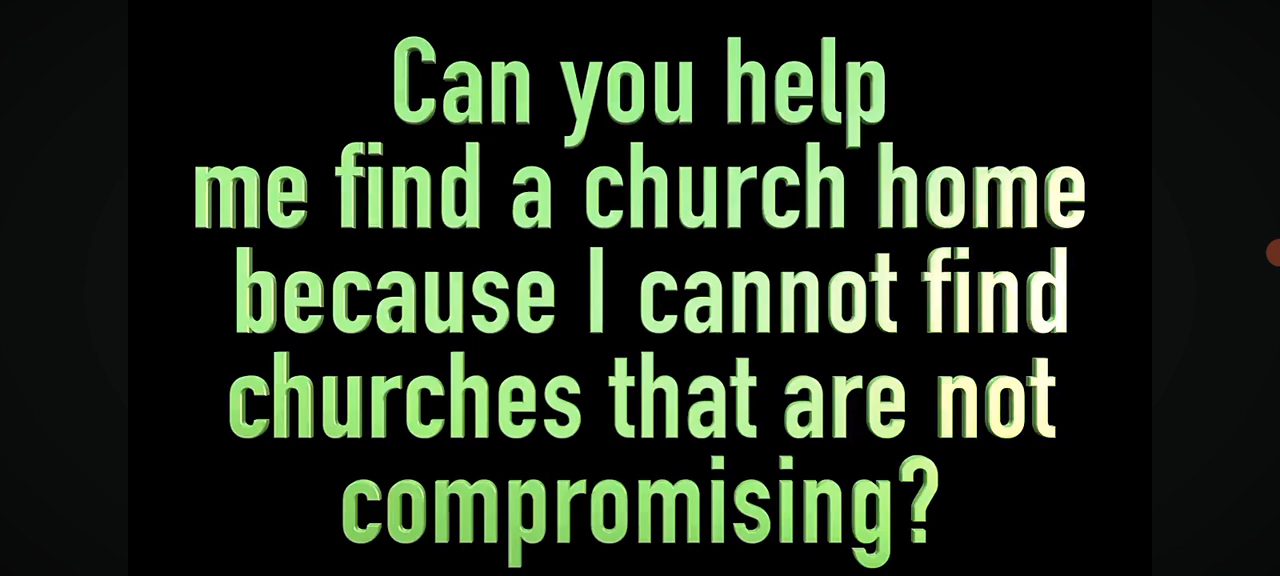 Can you help
me find a church home
because I cannot find
churches that are not
compromising?